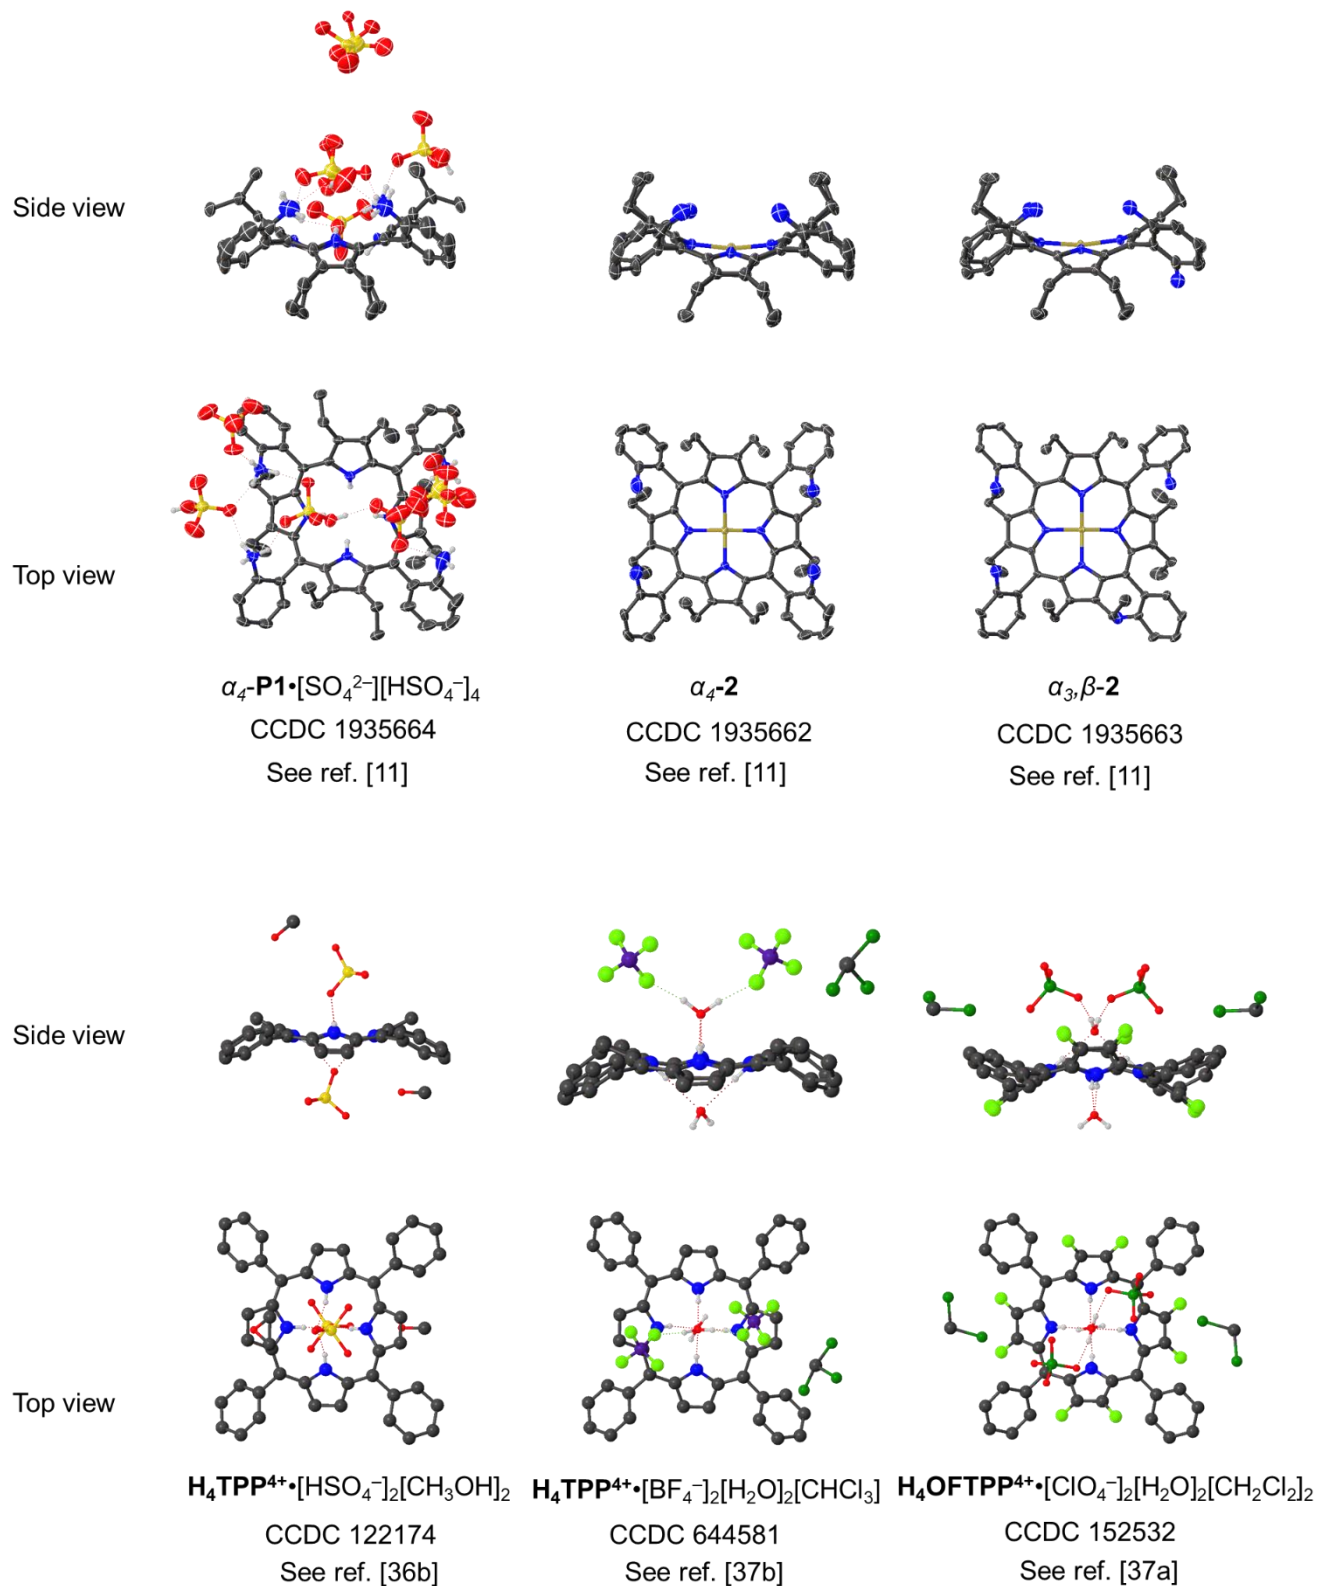 Side view
Top view
α₄-P1•[SO₄²⁻][HSO₄⁻]₄
CCDC 1935664
See ref. [11]
α₄-2
CCDC 1935662
See ref. [11]
α₃,β-2
CCDC 1935663
See ref. [11]
Side view
Top view
H₄TPP⁴⁺•[HSO₄⁻]₂[CH₃OH]₂
CCDC 122174
See ref. [36b]
H₄TPP⁴⁺•[BF₄⁻]₂[H₂O]₂[CHCl₃]
CCDC 644581
See ref. [37b]
H₄OFTPP⁴⁺•[ClO₄⁻]₂[H₂O]₂[CH₂Cl₂]₂
CCDC 152532
See ref. [37a]